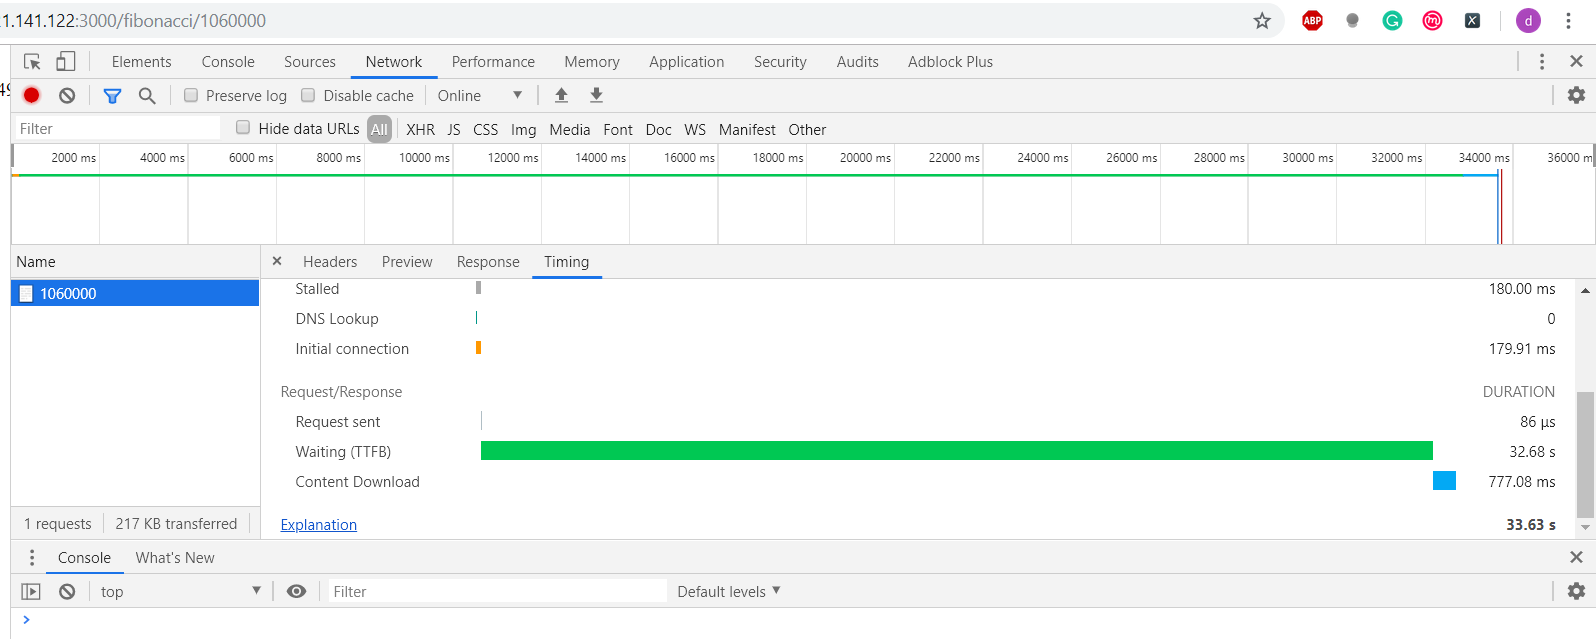 1.141.122:3000/fibonacci/1060000
ABP
d
Elements Console Sources Network Performance Memory Application Security Audits Adblock Plus
49
Preserve log Disable cache Online
Filter Hide data URLs All XHR JS CSS Img Media Font Doc WS Manifest Other
2000 ms 4000 ms 6000 ms 8000 ms 10000 ms 12000 ms 14000 ms 16000 ms 18000 ms 20000 ms 22000 ms 24000 ms 26000 ms 28000 ms 30000 ms 32000 ms 34000 ms 36000 m
Name × Headers Preview Response Timing
1060000
Stalled 180.00 ms
DNS Lookup 0
Initial connection 179.91 ms
Request/Response DURATION
Request sent 86 µs
Waiting (TTFB) 32.68 s
Content Download 777.08 ms
1 requests 217 KB transferred
Explanation 33.63 s
Console What's New
top Filter Default levels